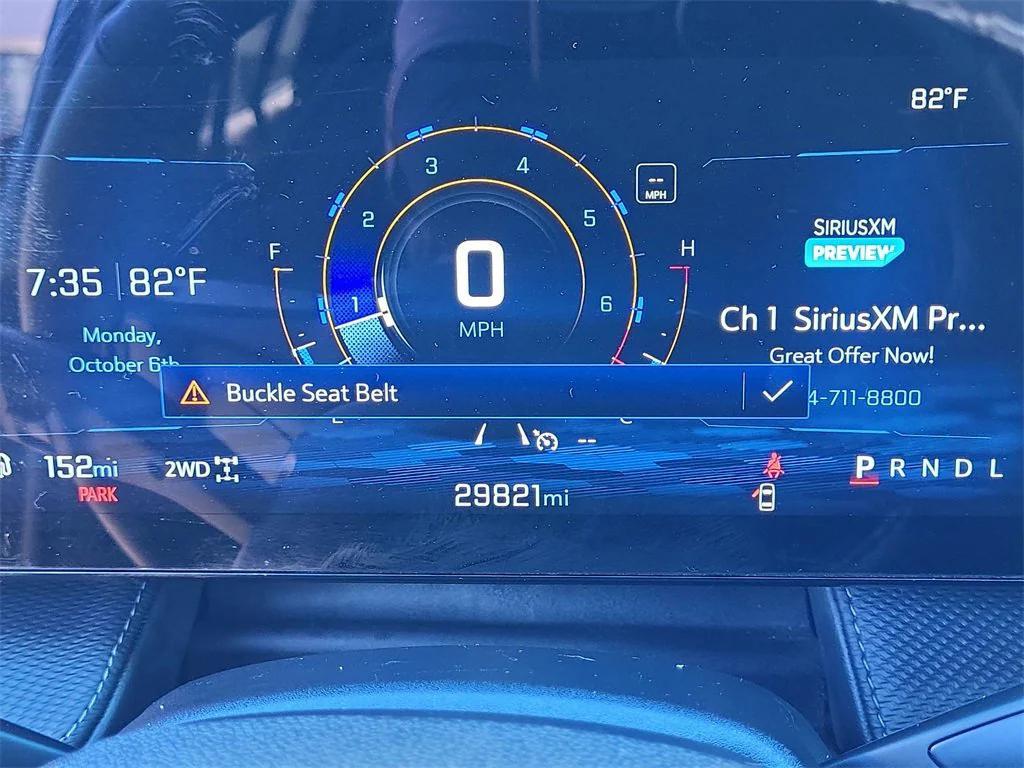 82°F
3 4
-- MPH
2 5
SIRIUSXM
PREVIEW
F H
7:35 82°F
0
1 6
MPH
Ch 1 SiriusXM Pr...
Monday,
October 6th
Great Offer Now!
Buckle Seat Belt
4-711-8800
--
152mi
2WD
P R N D L
PARK
29821mi